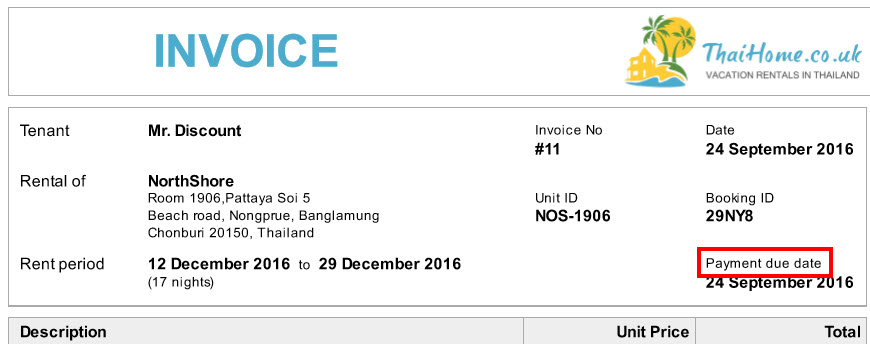 INVOICE
ThaiHome.co.uk
VACATION RENTALS IN THAILAND
Tenant Mr. Discount Invoice No Date
#11 24 September 2016
Rental of NorthShore
Room 1906,Pattaya Soi 5 Unit ID Booking ID
Beach road, Nongprue, Banglamung NOS-1906 29NY8
Chonburi 20150, Thailand
Rent period 12 December 2016 to 29 December 2016 Payment due date
(17 nights) 24 September 2016
Description Unit Price Total